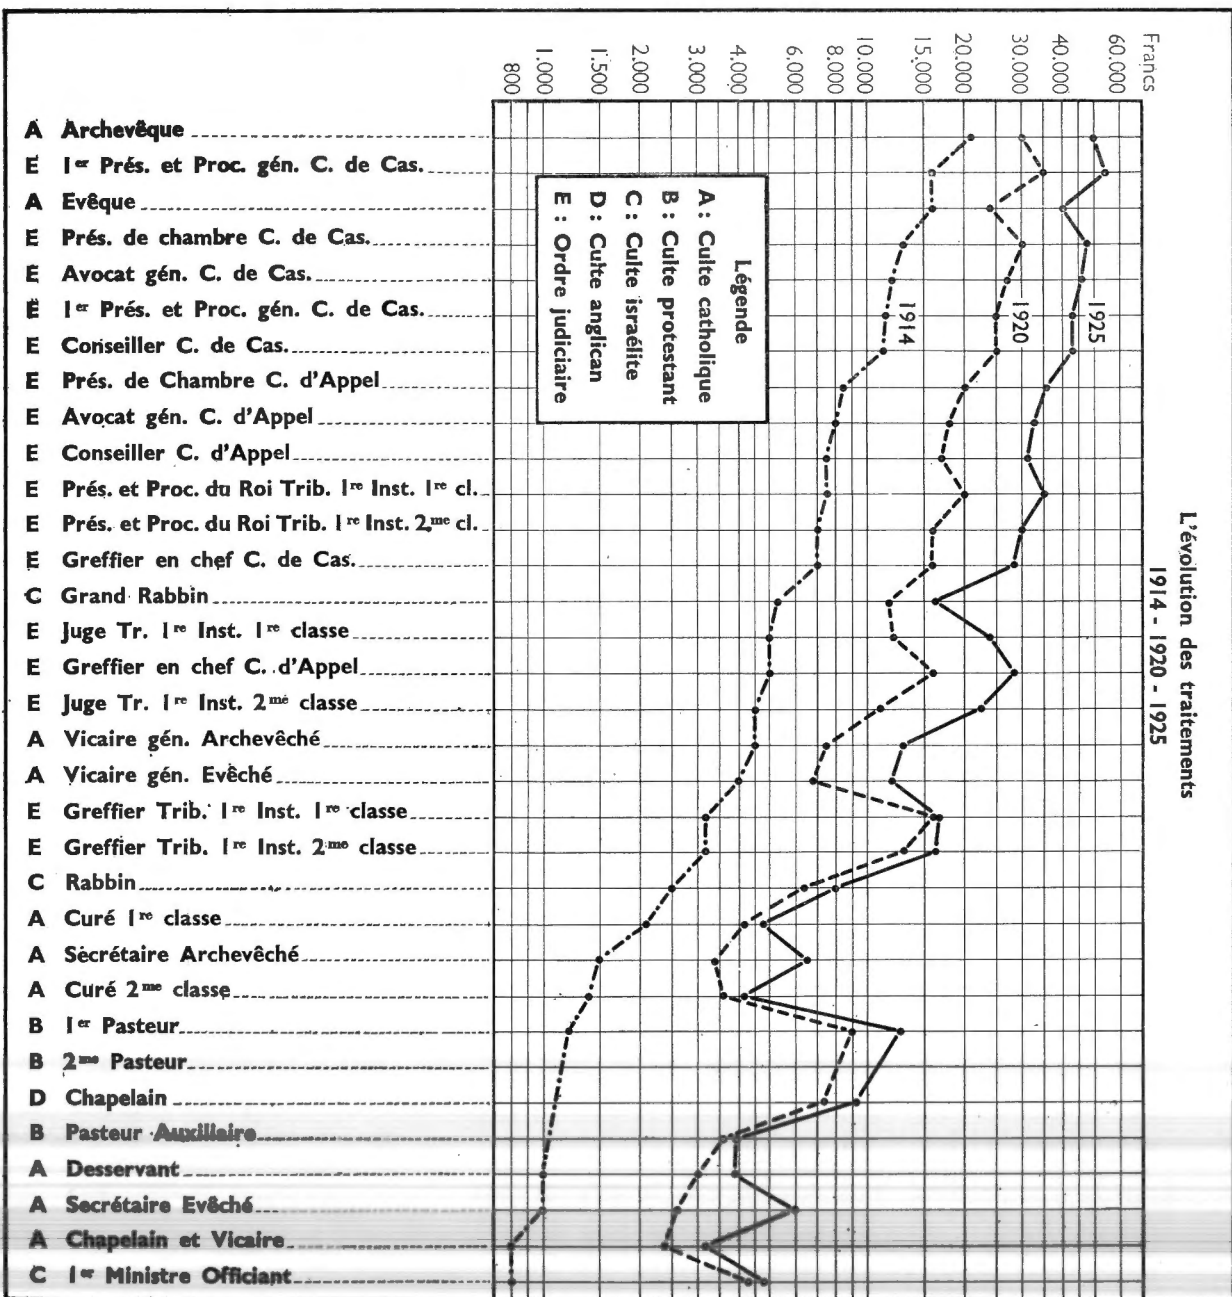 L'évolution des traitements
1914 - 1920 - 1925
Francs
60.000
40.000
30.000
20.000
15.000
10.000
8.000
6.000
4.000
3.000
2.000
1.500
1.000
800
1914
1920
1925
Légende
A : Culte catholique
B : Culte protestant
C : Culte israélite
D : Culte anglican
E : Ordre judiciaire
A Archevêque
E 1er Prés. et Proc. gén. C. de Cas.
A Evêque
E Prés. de chambre C. de Cas.
E Avocat gén. C. de Cas.
E 1er Prés. et Proc. gén. C. de Cas.
E Conseiller C. de Cas.
E Prés. de Chambre C. d'Appel
E Avocat gén. C. d'Appel
E Conseiller C. d'Appel
E Prés. et Proc. du Roi Trib. 1re Inst. 1re cl.
E Prés. et Proc. du Roi Trib. 1re Inst. 2me cl.
E Greffier en chef C. de Cas.
C Grand Rabbin
E Juge Tr. 1re Inst. 1re classe
E Greffier en chef C. d'Appel
E Juge Tr. 1re Inst. 2me classe
A Vicaire gén. Archevêché
A Vicaire gén. Evêché
E Greffier Trib. 1re Inst. 1re classe
E Greffier Trib. 1re Inst. 2me classe
C Rabbin
A Curé 1re classe
A Secrétaire Archevêché
A Curé 2me classe
B 1er Pasteur
B 2me Pasteur
D Chapelain
B Pasteur Auxiliaire
A Desservant
A Secrétaire Evêché
A Chapelain et Vicaire
C 1er Ministre Officiant